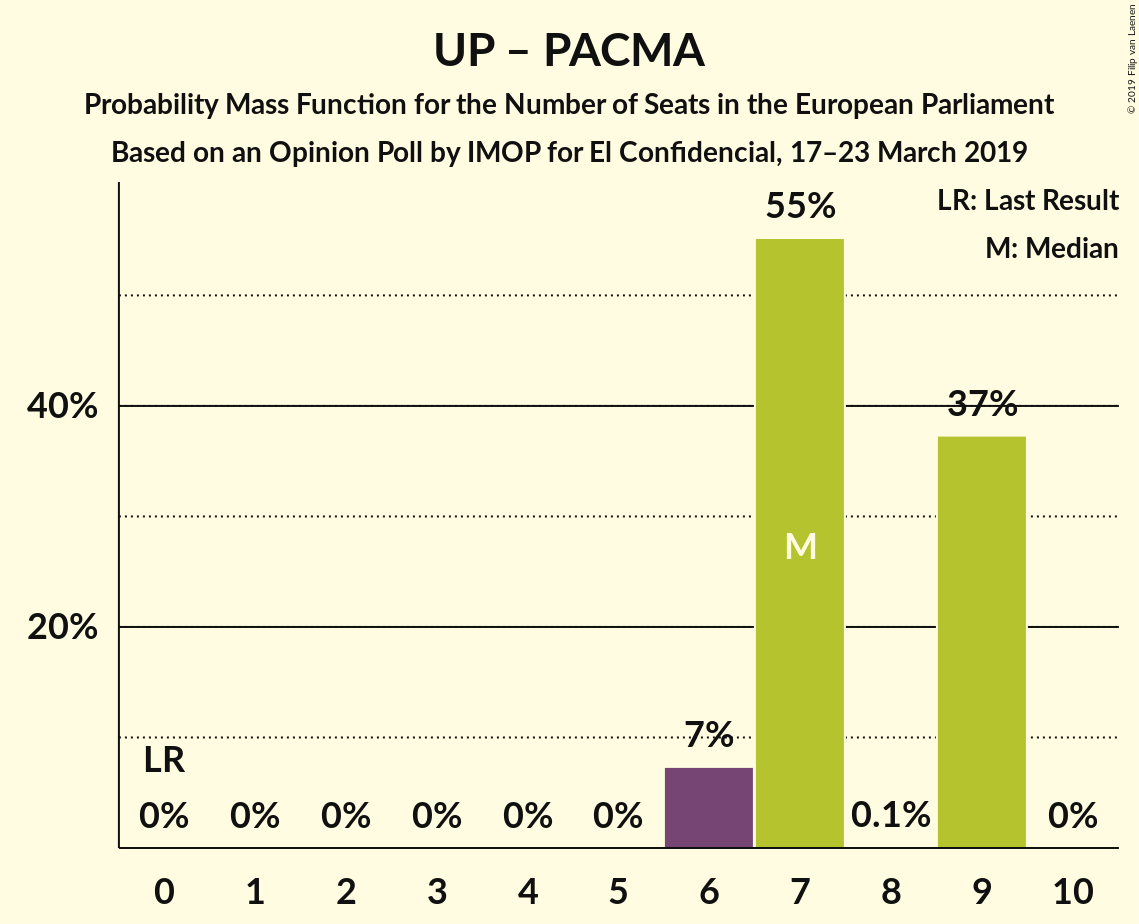 UP – PACMA
Probability Mass Function for the Number of Seats in the European Parliament
Based on an Opinion Poll by IMOP for El Confidencial, 17–23 March 2019
© 2019 Filip van Laenen
LR: Last Result
M: Median
55%
40%
37%
M
20%
7%
LR
0% 0% 0% 0% 0% 0% 0.1% 0%
0 1 2 3 4 5 6 7 8 9 10